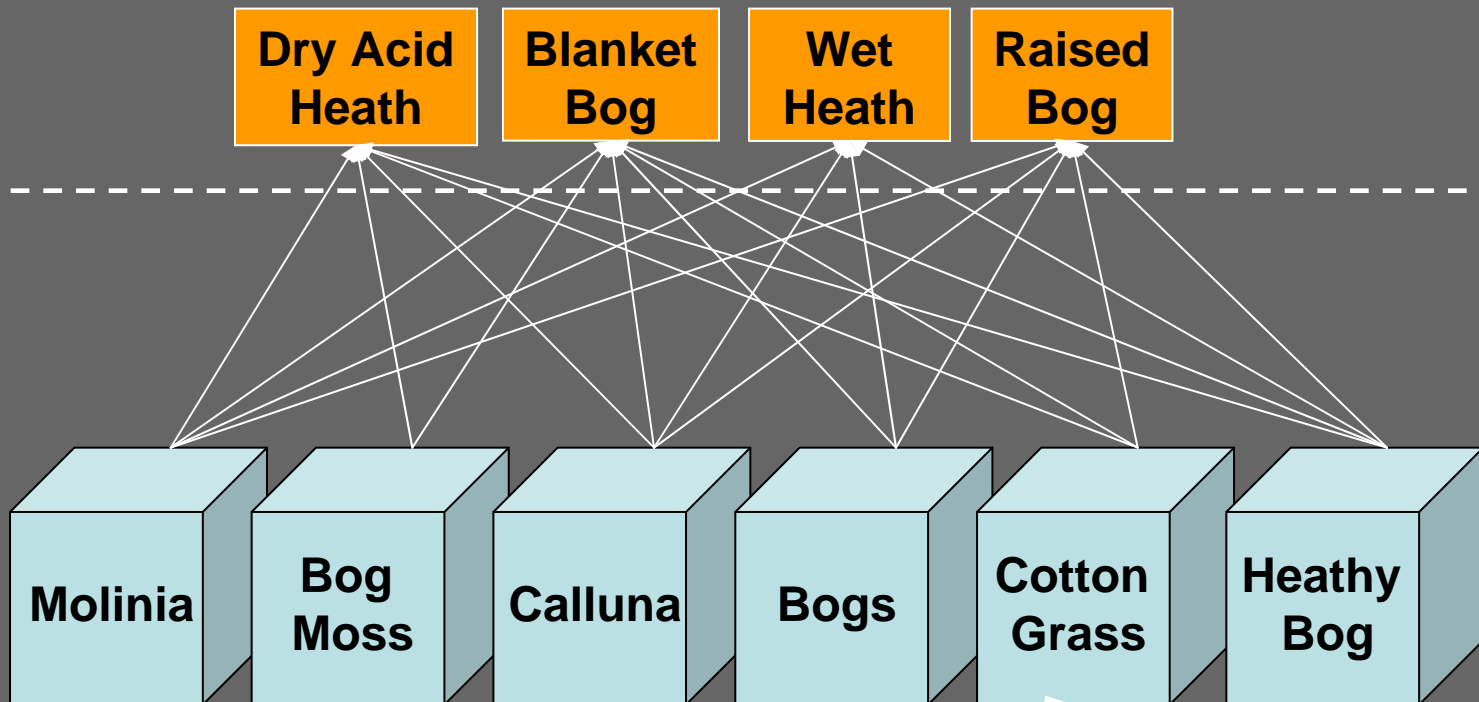 Dry Acid
Heath
Blanket
Bog
Wet
Heath
Raised
Bog
Molinia
Bog
Moss
Calluna
Bogs
Cotton
Grass
Heathy
Bog